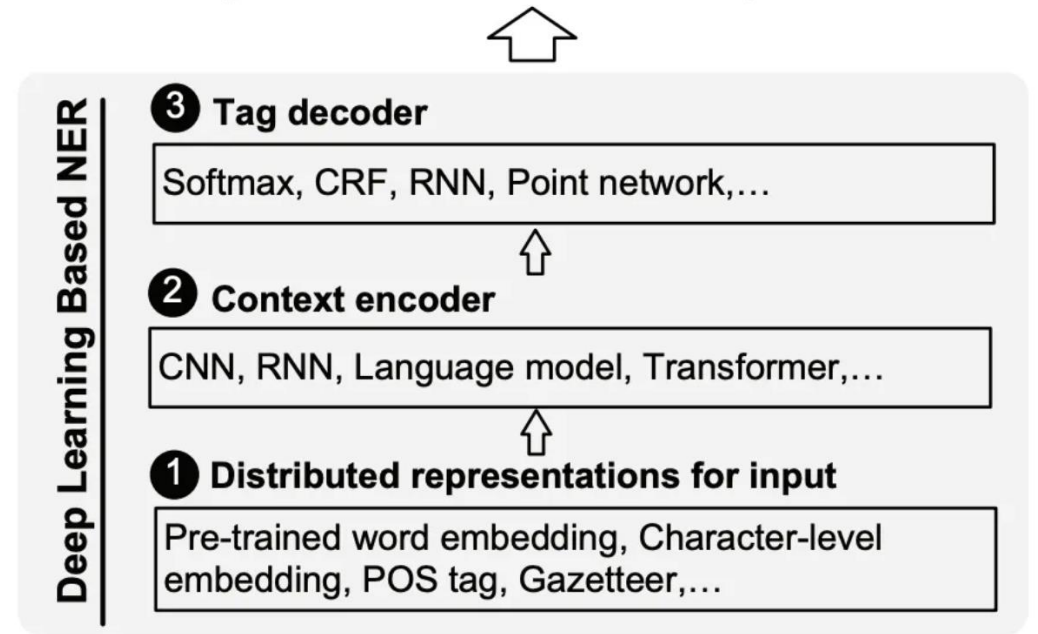 Deep Learning Based NER
3 Tag decoder
Softmax, CRF, RNN, Point network,…
2 Context encoder
CNN, RNN, Language model, Transformer,…
1 Distributed representations for input
Pre-trained word embedding, Character-level
embedding, POS tag, Gazetteer,…